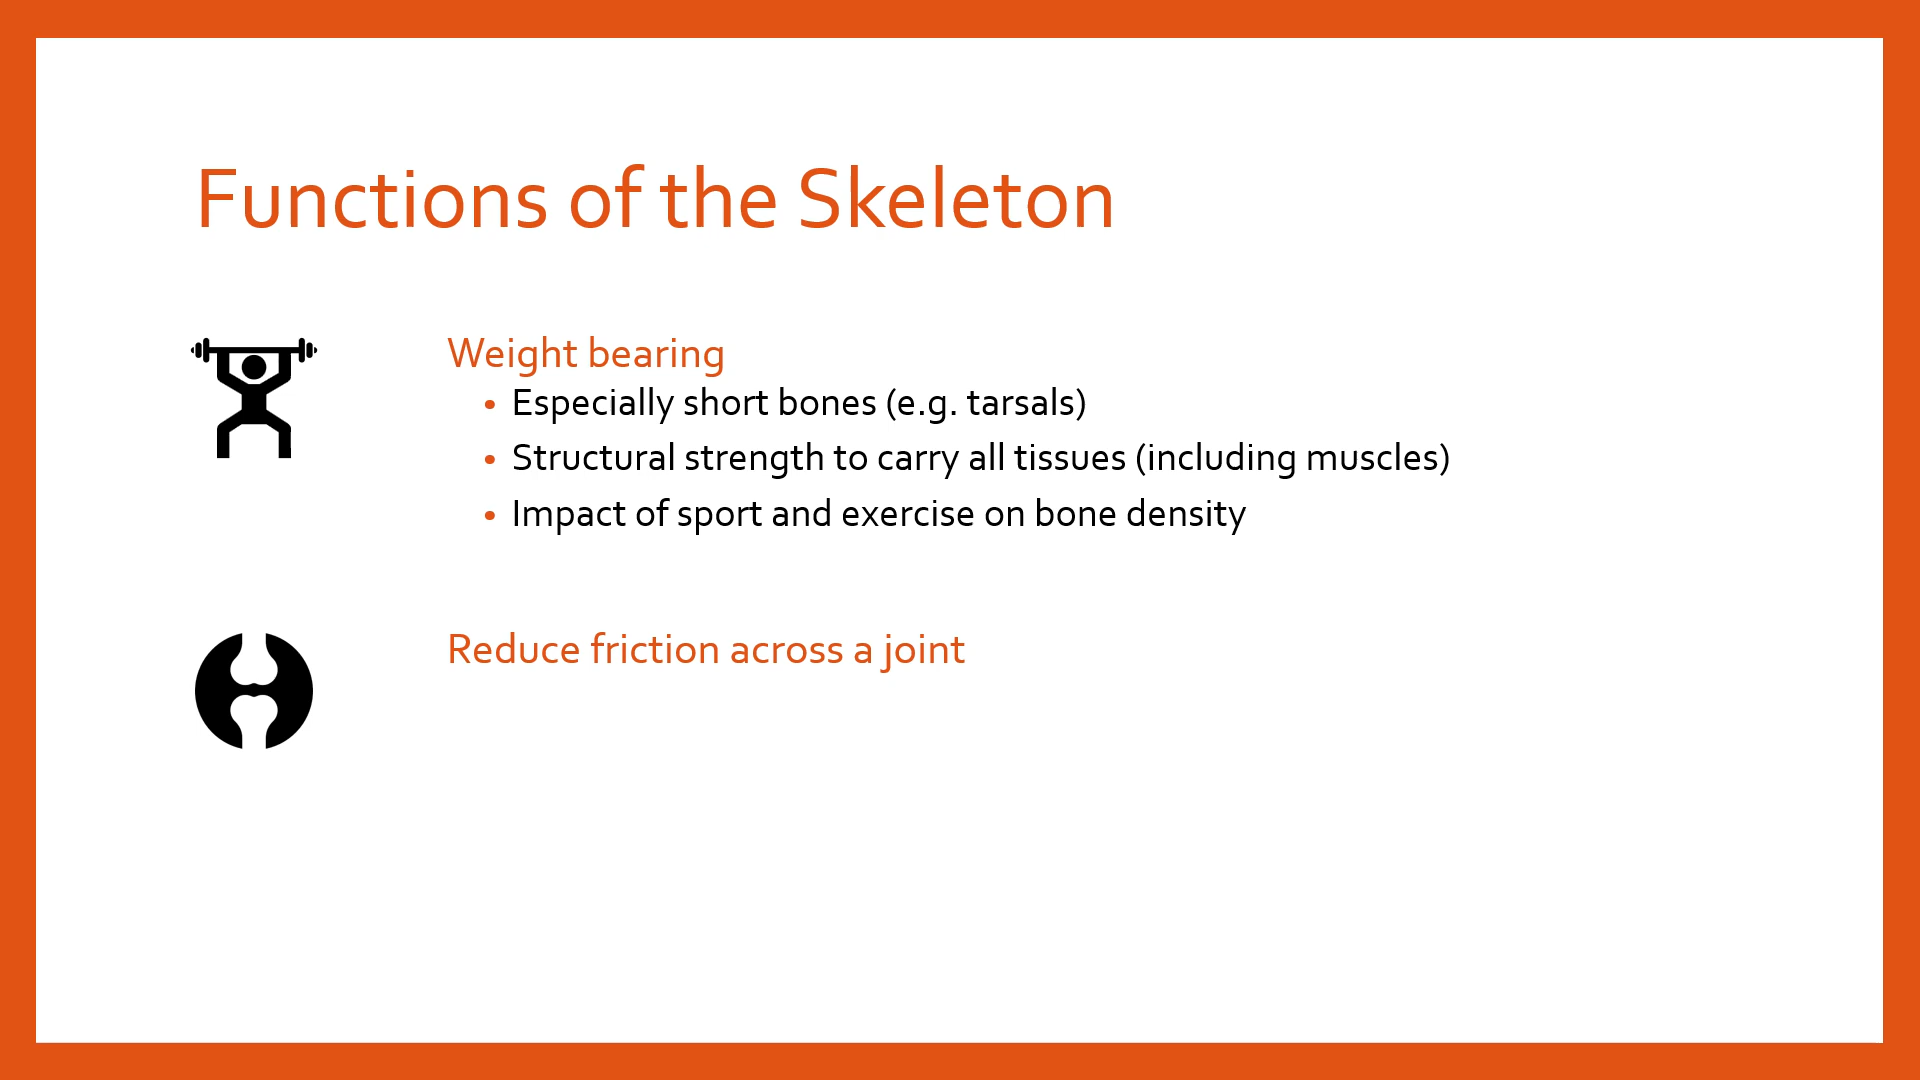 Functions of the Skeleton
Weight bearing
• Especially short bones (e.g. tarsals)
• Structural strength to carry all tissues (including muscles)
• Impact of sport and exercise on bone density
Reduce friction across a joint